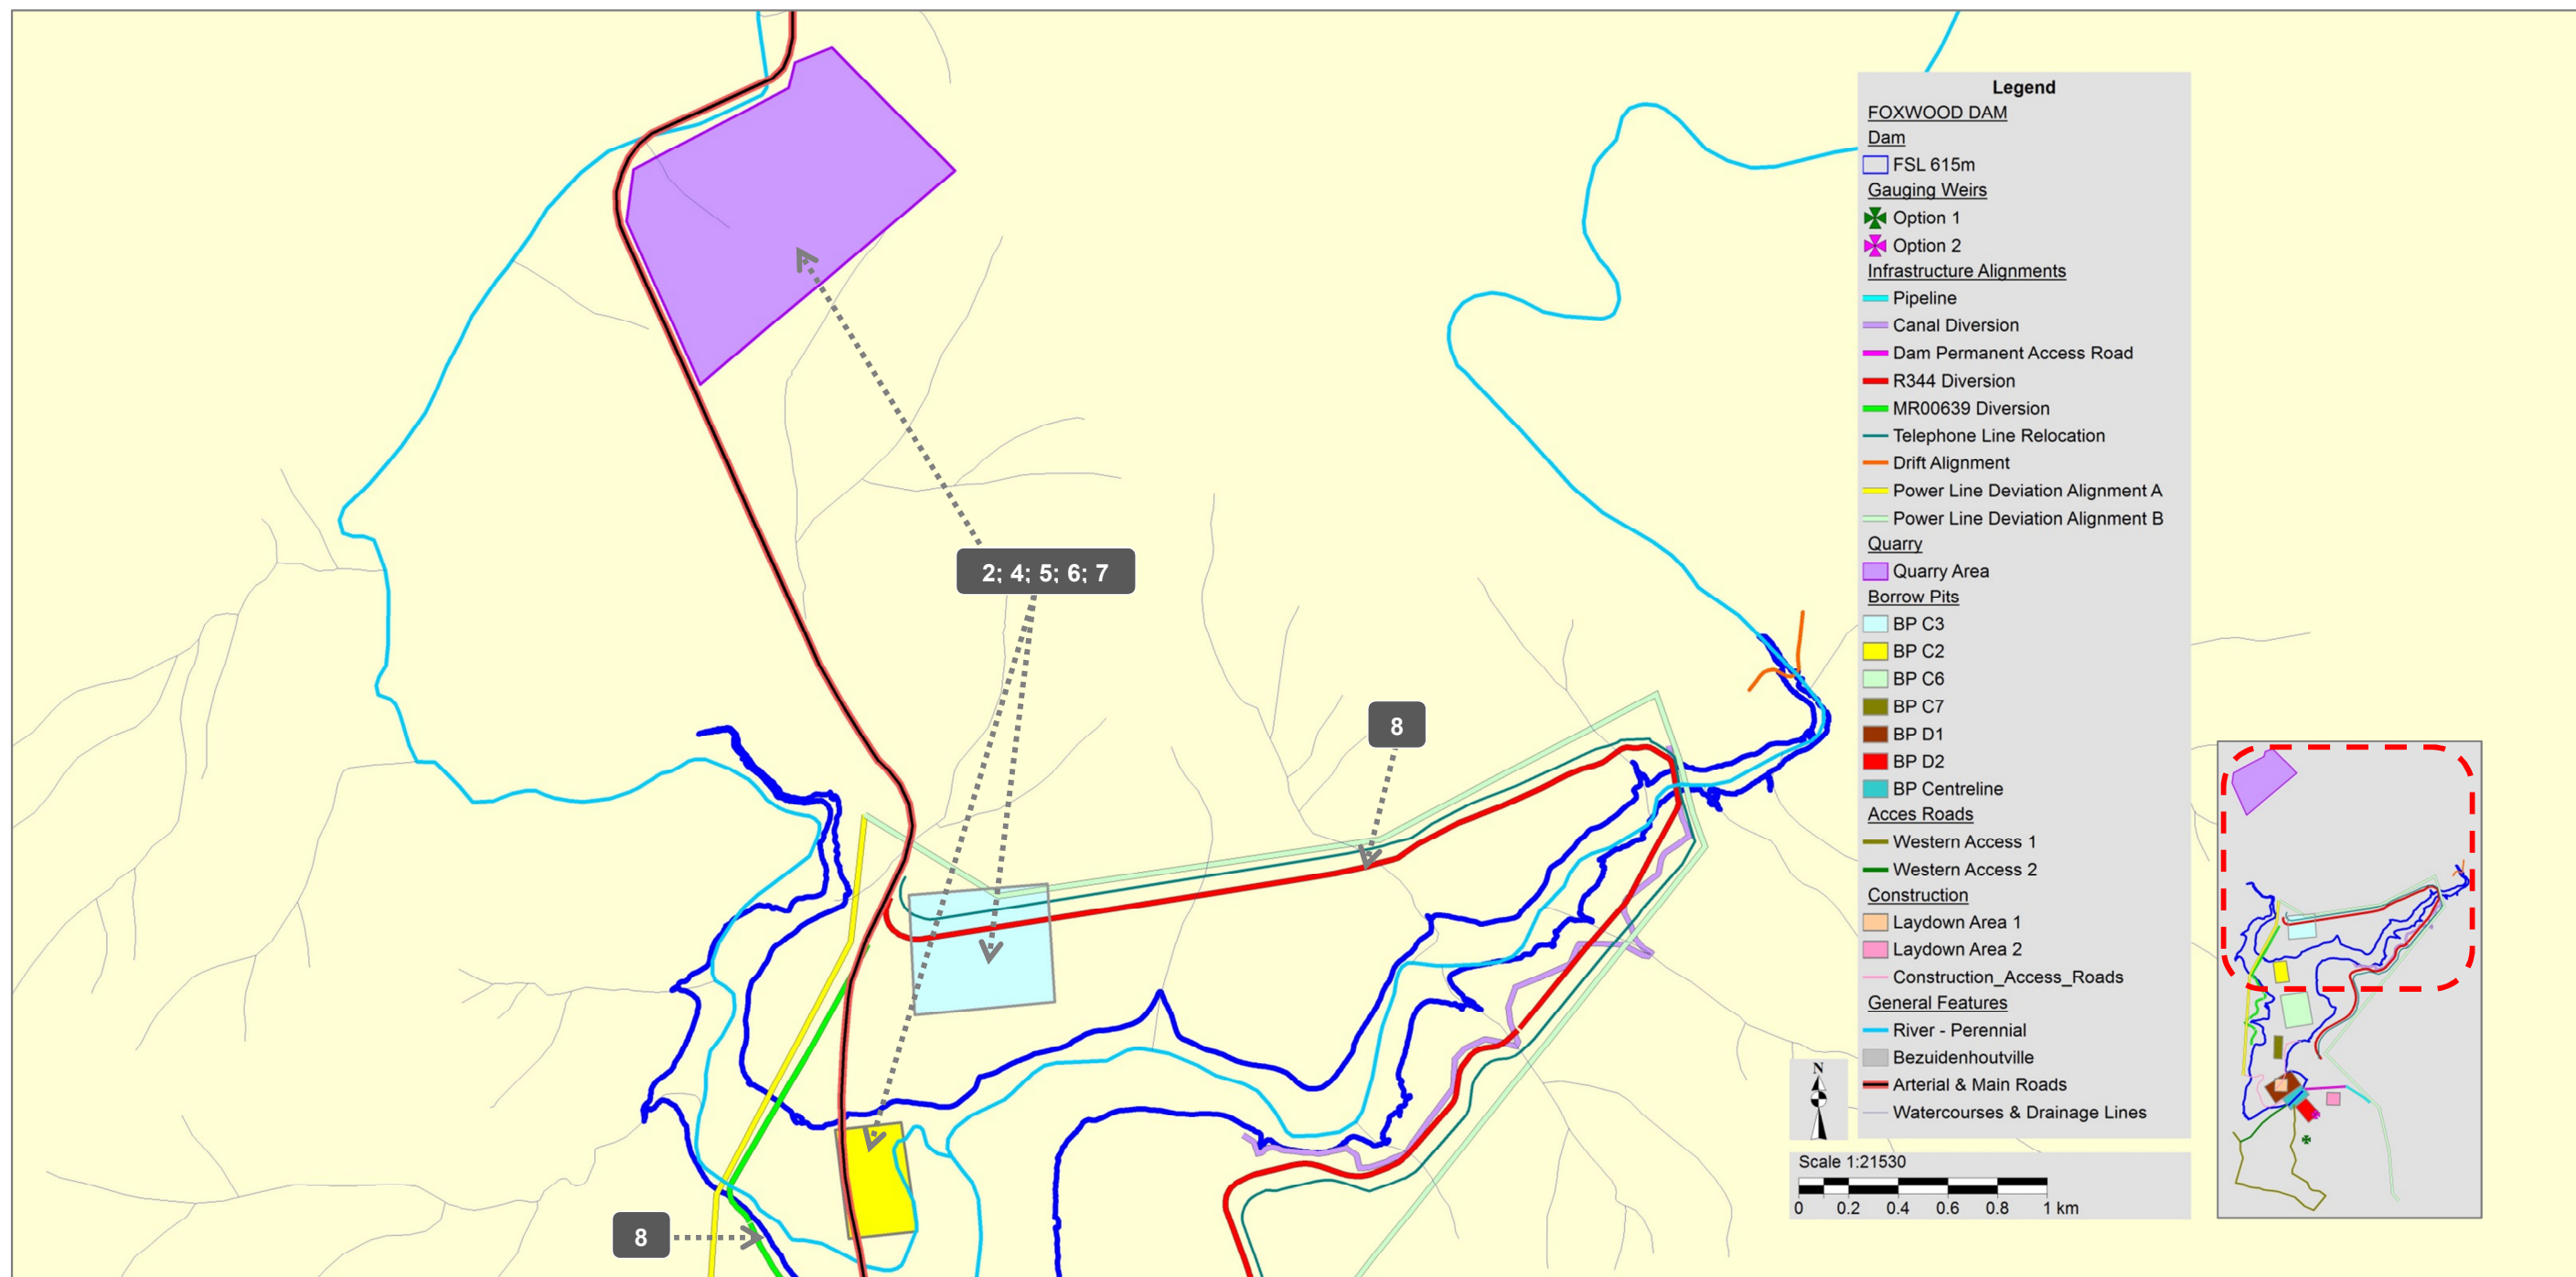 Legend
FOXWOOD DAM
Dam
FSL 615m
Gauging Weirs
Option 1
Option 2
Infrastructure Alignments
Pipeline
Canal Diversion
Dam Permanent Access Road
R344 Diversion
MR00639 Diversion
Telephone Line Relocation
Drift Alignment
Power Line Deviation Alignment A
Power Line Deviation Alignment B
Quarry
Quarry Area
Borrow Pits
BP C3
BP C2
BP C6
BP C7
BP D1
BP D2
BP Centreline
Acces Roads
Western Access 1
Western Access 2
Construction
Laydown Area 1
Laydown Area 2
Construction_Access_Roads
General Features
River - Perennial
Bezuidenhoutville
Arterial & Main Roads
Watercourses & Drainage Lines
2; 4; 5; 6; 7
8
8
N
Scale 1:21530
0 0.2 0.4 0.6 0.8 1 km